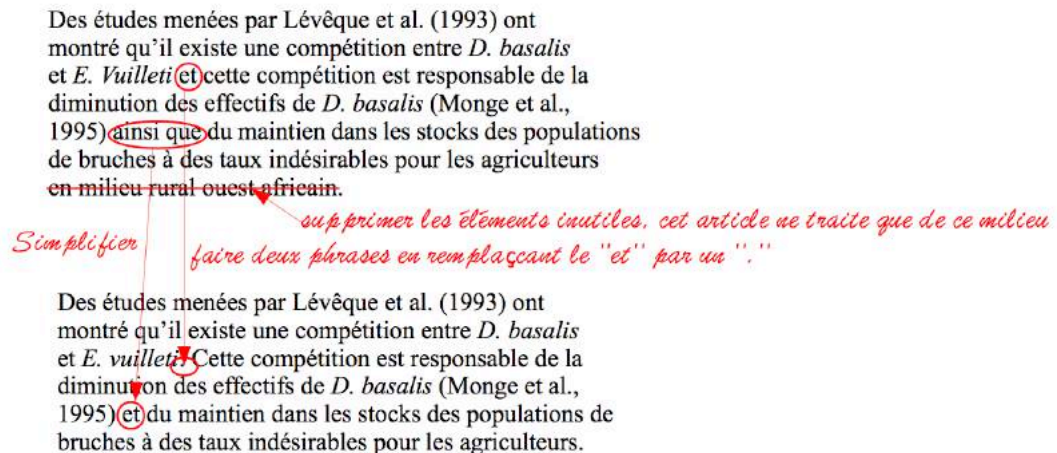 Des études menées par Lévêque et al. (1993) ont
montré qu'il existe une compétition entre D. basalis
et E. Vuilleti et cette compétition est responsable de la
diminution des effectifs de D. basalis (Monge et al.,
1995) ainsi que du maintien dans les stocks des populations
de bruches à des taux indésirables pour les agriculteurs
en milieu rural ouest africain.
supprimer les éléments inutiles, cet article ne traite que de ce milieu
Simplifier
faire deux phrases en remplaçcant le "et" par un "."
Des études menées par Lévêque et al. (1993) ont
montré qu'il existe une compétition entre D. basalis
et E. vuilleti. Cette compétition est responsable de la
diminution des effectifs de D. basalis (Monge et al.,
1995) et du maintien dans les stocks des populations de
bruches à des taux indésirables pour les agriculteurs.